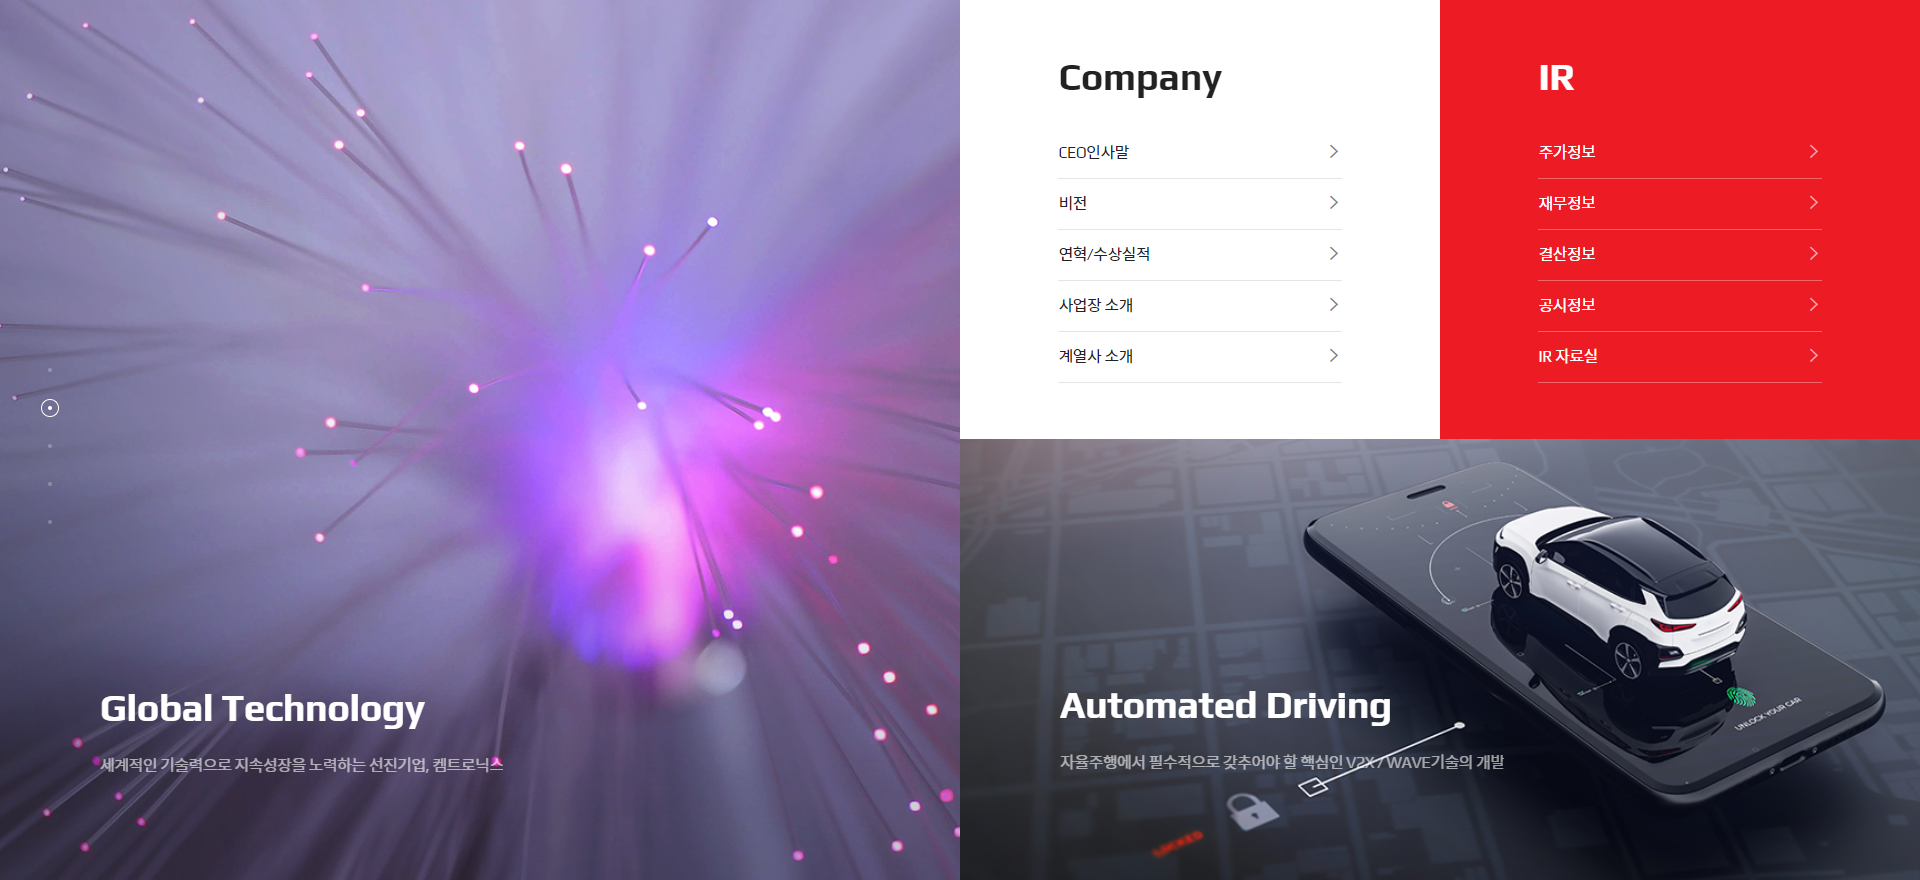 Global Technology
세계적인 기술력으로 지속성장을 노력하는 선진기업, 켐트로닉스
Company
CEO인사말
비전
연혁/수상실적
사업장 소개
계열사 소개
IR
주가정보
재무정보
결산정보
공시정보
IR 자료실
Automated Driving
자율주행에서 필수적으로 갖추어야 할 핵심인 V2X / WAVE기술의 개발
UNLOCK YOUR CAR
LOCKED